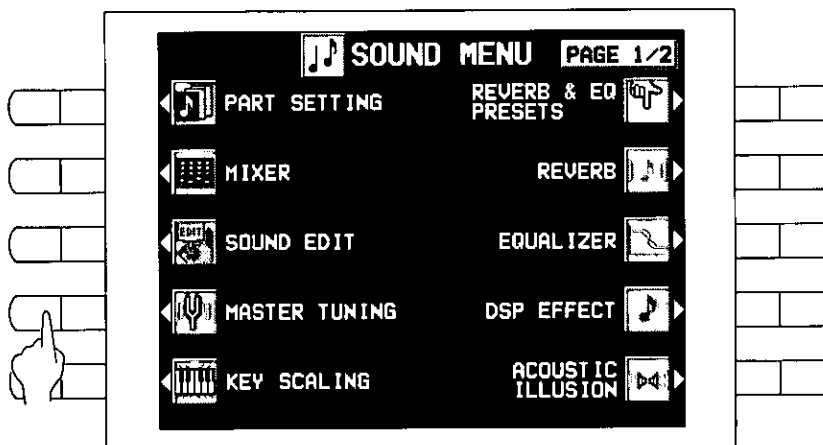 SOUND MENU PAGE 1/2
PART SETTING
REVERB & EQ
PRESETS
MIXER
REVERB
EDIT
SOUND EDIT
EQUALIZER
MASTER TUNING
DSP EFFECT
KEY SCALING
ACOUSTIC
ILLUSION